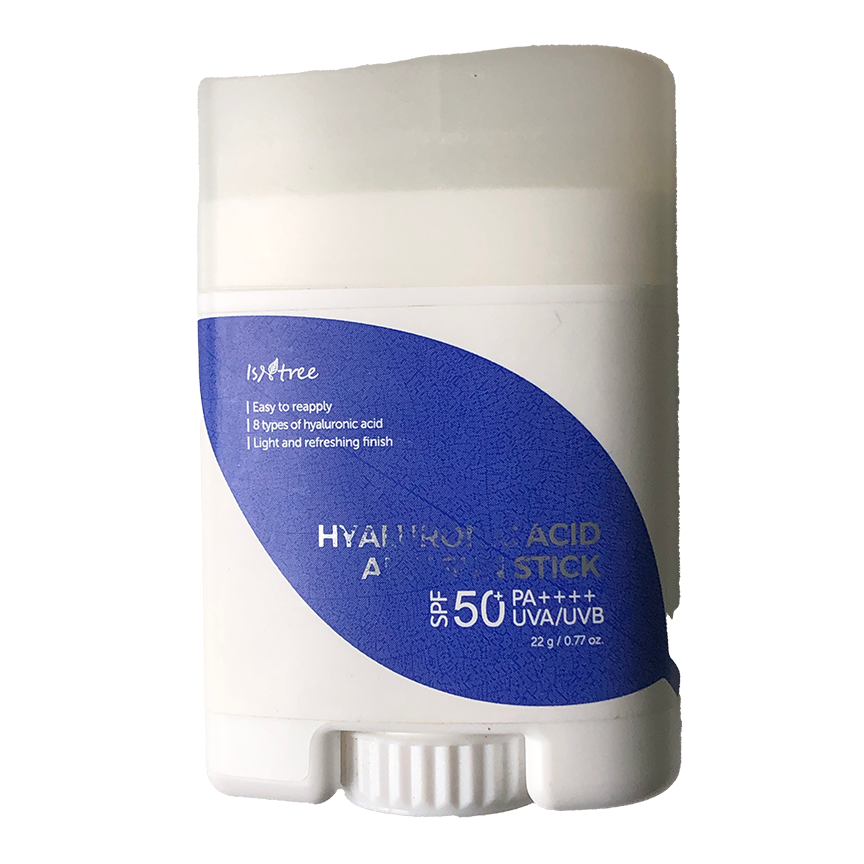 IsNtree
Easy to reapply
8 types of hyaluronic acid
Light and refreshing finish
ACID
STICK
SPF 50+ PA++++
UVA/UVB
22 g / 0.77 oz.